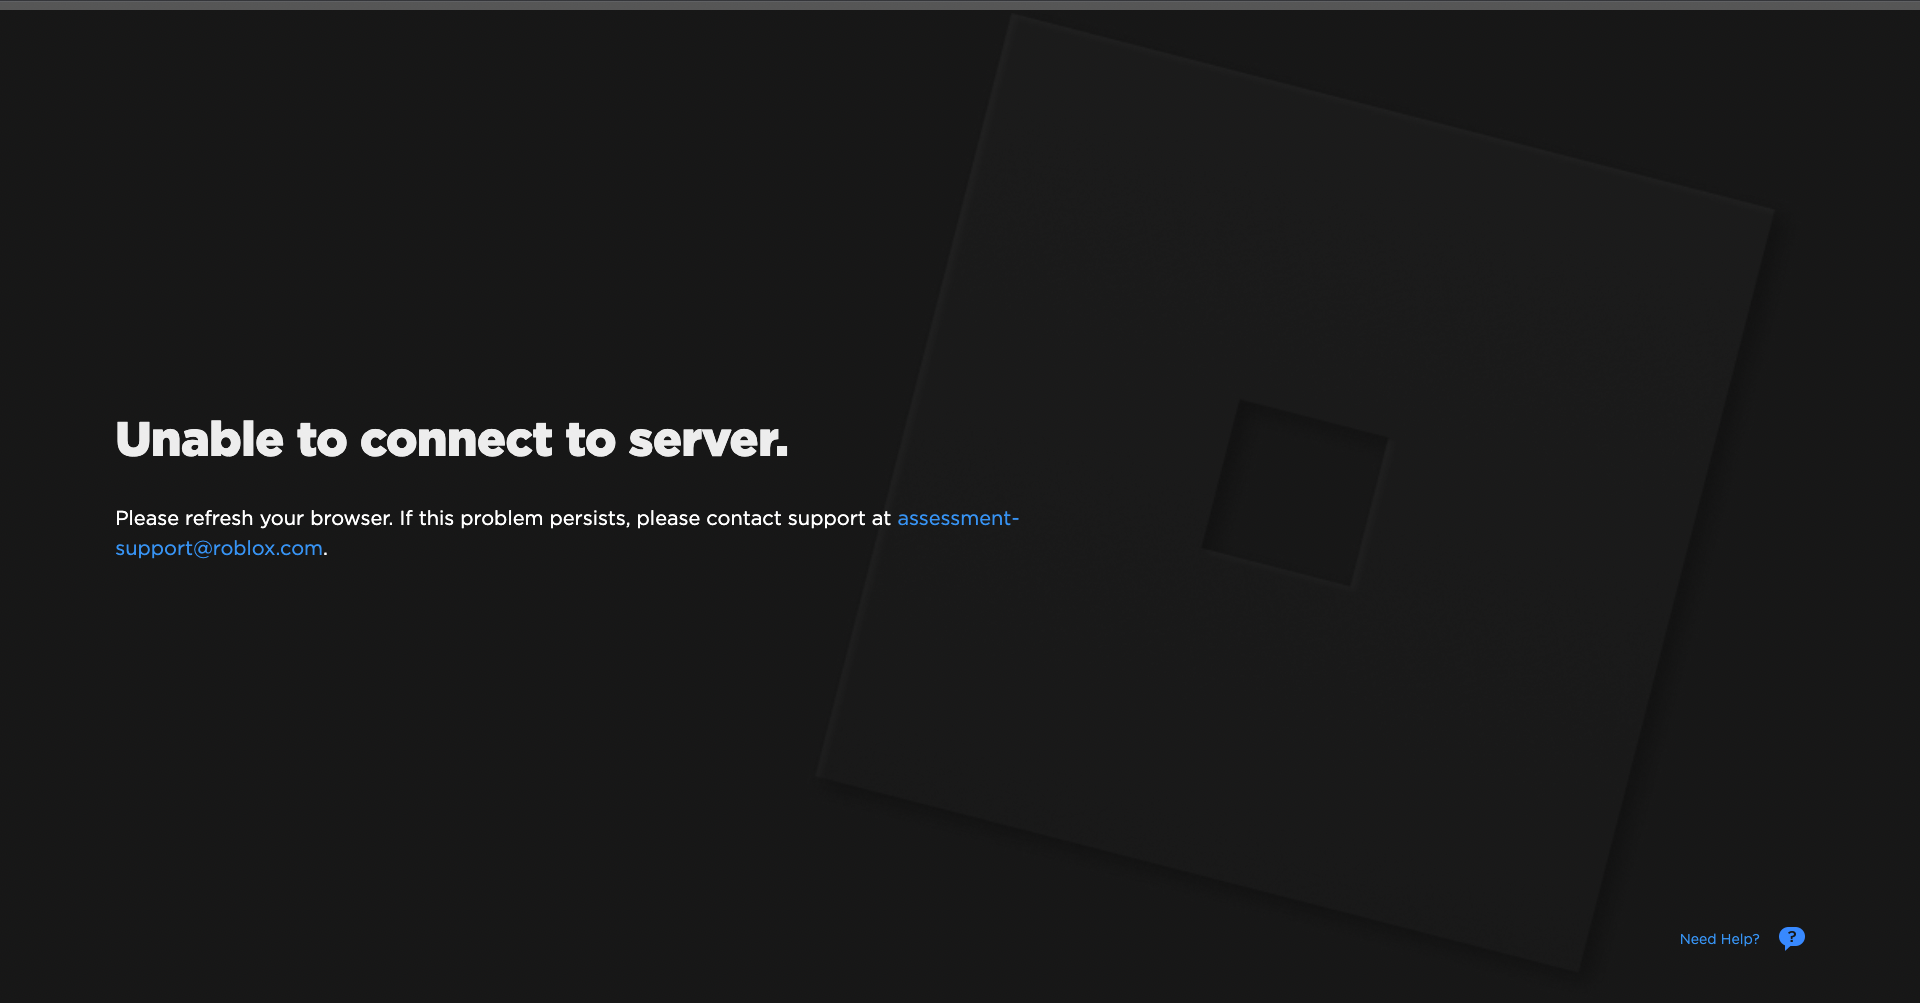 Unable to connect to server.
Please refresh your browser. If this problem persists, please contact support at assessment-
support@roblox.com.
Need Help? ?